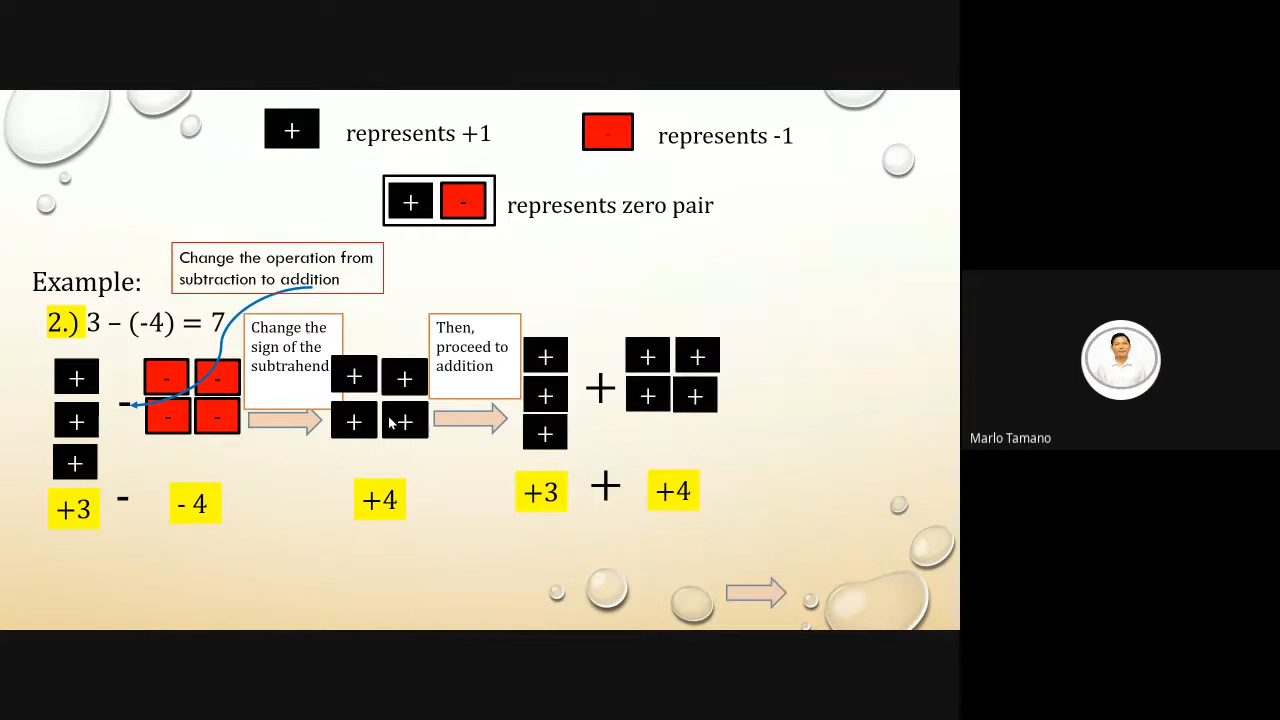 + represents +1
- represents -1
+ - represents zero pair
Change the operation from
subtraction to addition
Example:
2.) 3 – (-4) = 7
Change the
sign of the
subtrahend
Then,
proceed to
addition
+ - - + + + + + +
+ - - - + + + + +
+ +
+3 - - 4 +4 +3 + +4
Marlo Tamano